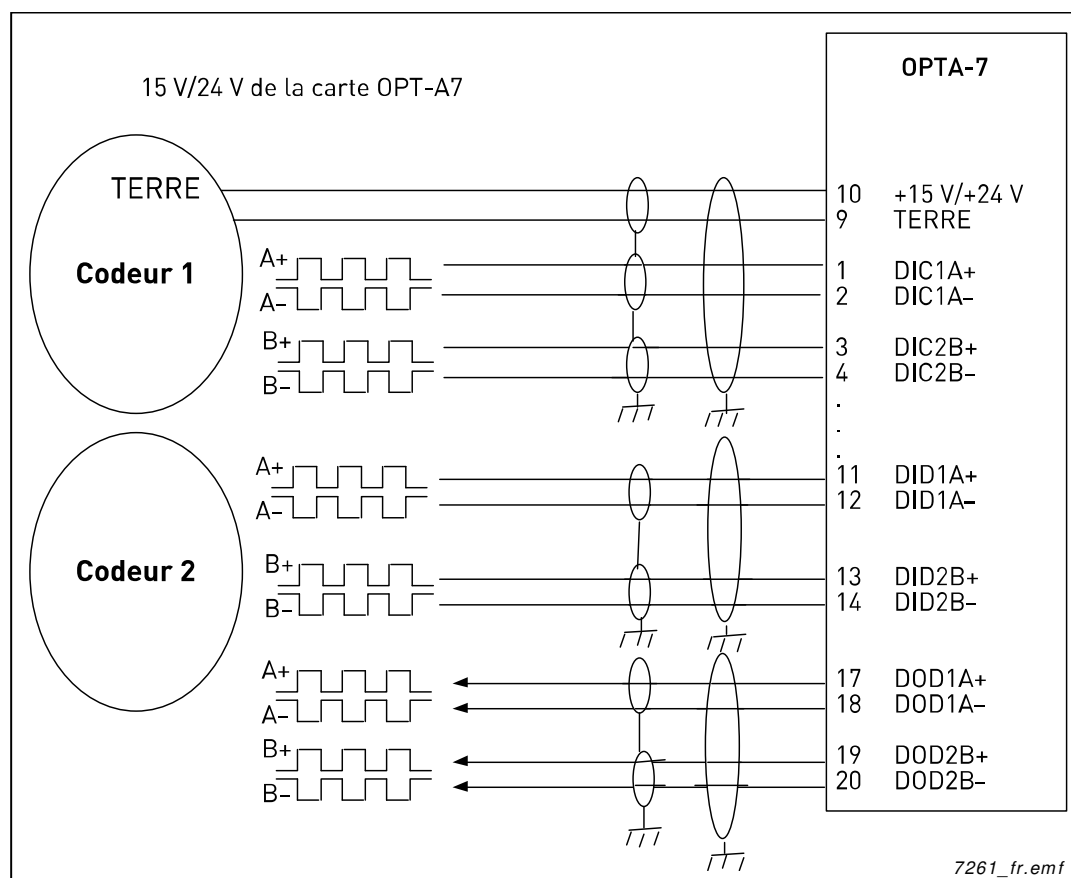 OPTA-7
15 V/24 V de la carte OPT-A7
TERRE
10 +15 V/+24 V
9 TERRE
Codeur 1
A+
1 DIC1A+
A–
2 DIC1A–
B+
3 DIC2B+
B–
4 DIC2B–
.
.
.
A+
11 DID1A+
A–
12 DID1A–
Codeur 2
B+
13 DID2B+
B–
14 DID2B–
A+
17 DOD1A+
A–
18 DOD1A–
B+
19 DOD2B+
B–
20 DOD2B–
7261_fr.emf